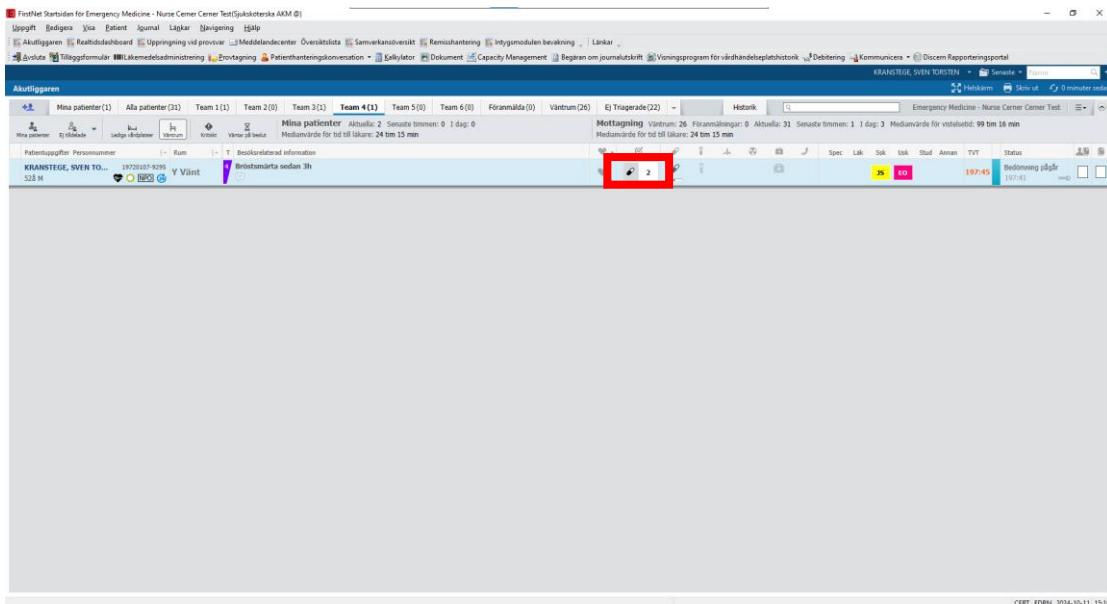 FirstNet Startsidan för Emergency Medicine - Nurse Cerner Cerner Test(Sjuksköterska AKM @)
Uppgift Redigera Visa Patient Journal Länkar Navigering Hjälp
Akutliggaren Realtidsdashboard Uppringning vid provsvar Meddelandecenter Översiktslista Samverkansöversikt Remisshantering Intygsmodulen bevakning Länkar
Avsluta Tilläggsformulär Läkemedelsadministrering Provtagning Patienthanteringskonversation Kalkylator Dokument Capacity Management Begäran om journalutskrift Visningsprogram för vårdhändelseplatshistorik Debitering Kommunicera Discern Rapporteringsportal
KRANSTEGE, SVEN TORSTEN Senaste Namn
Akutliggaren Helskärm Skriv ut 0 minuter seda
Mina patienter(1) Alla patienter(31) Team 1(1) Team 2(0) Team 3(1) Team 4(1) Team 5(0) Team 6(0) Föranmälda(0) Väntrum(26) Ej Triagerade(22) Historik Emergency Medicine - Nurse Cerner Cerner Test
Mina patienter Ej tilldelade Lediga vårdplatser Väntrum Kritiskt Väntar på beslut
Mina patienter Aktuella: 2 Senaste timmen: 0 I dag: 0
Medianvärde för tid till läkare: 24 tim 15 min
Mottagning Väntrum: 26 Föranmälningar: 0 Aktuella: 31 Senaste timmen: 1 I dag: 3 Medianvärde för vistelsetid: 99 tim 16 min
Medianvärde för tid till läkare: 24 tim 15 min
Patientuppgifter Personnummer Rum T Besöksrelaterad information Spec Läk Ssk Usk Stud Annan TVT Status
KRANSTEGE, SVEN TO... 19720107-9295 Y Vänt 4 Bröstsmärta sedan 3h 2 JS EO 197:45 Bedömning pågår
52å M NPO 197:41
CERT EDRN 2024-10-11 15:1